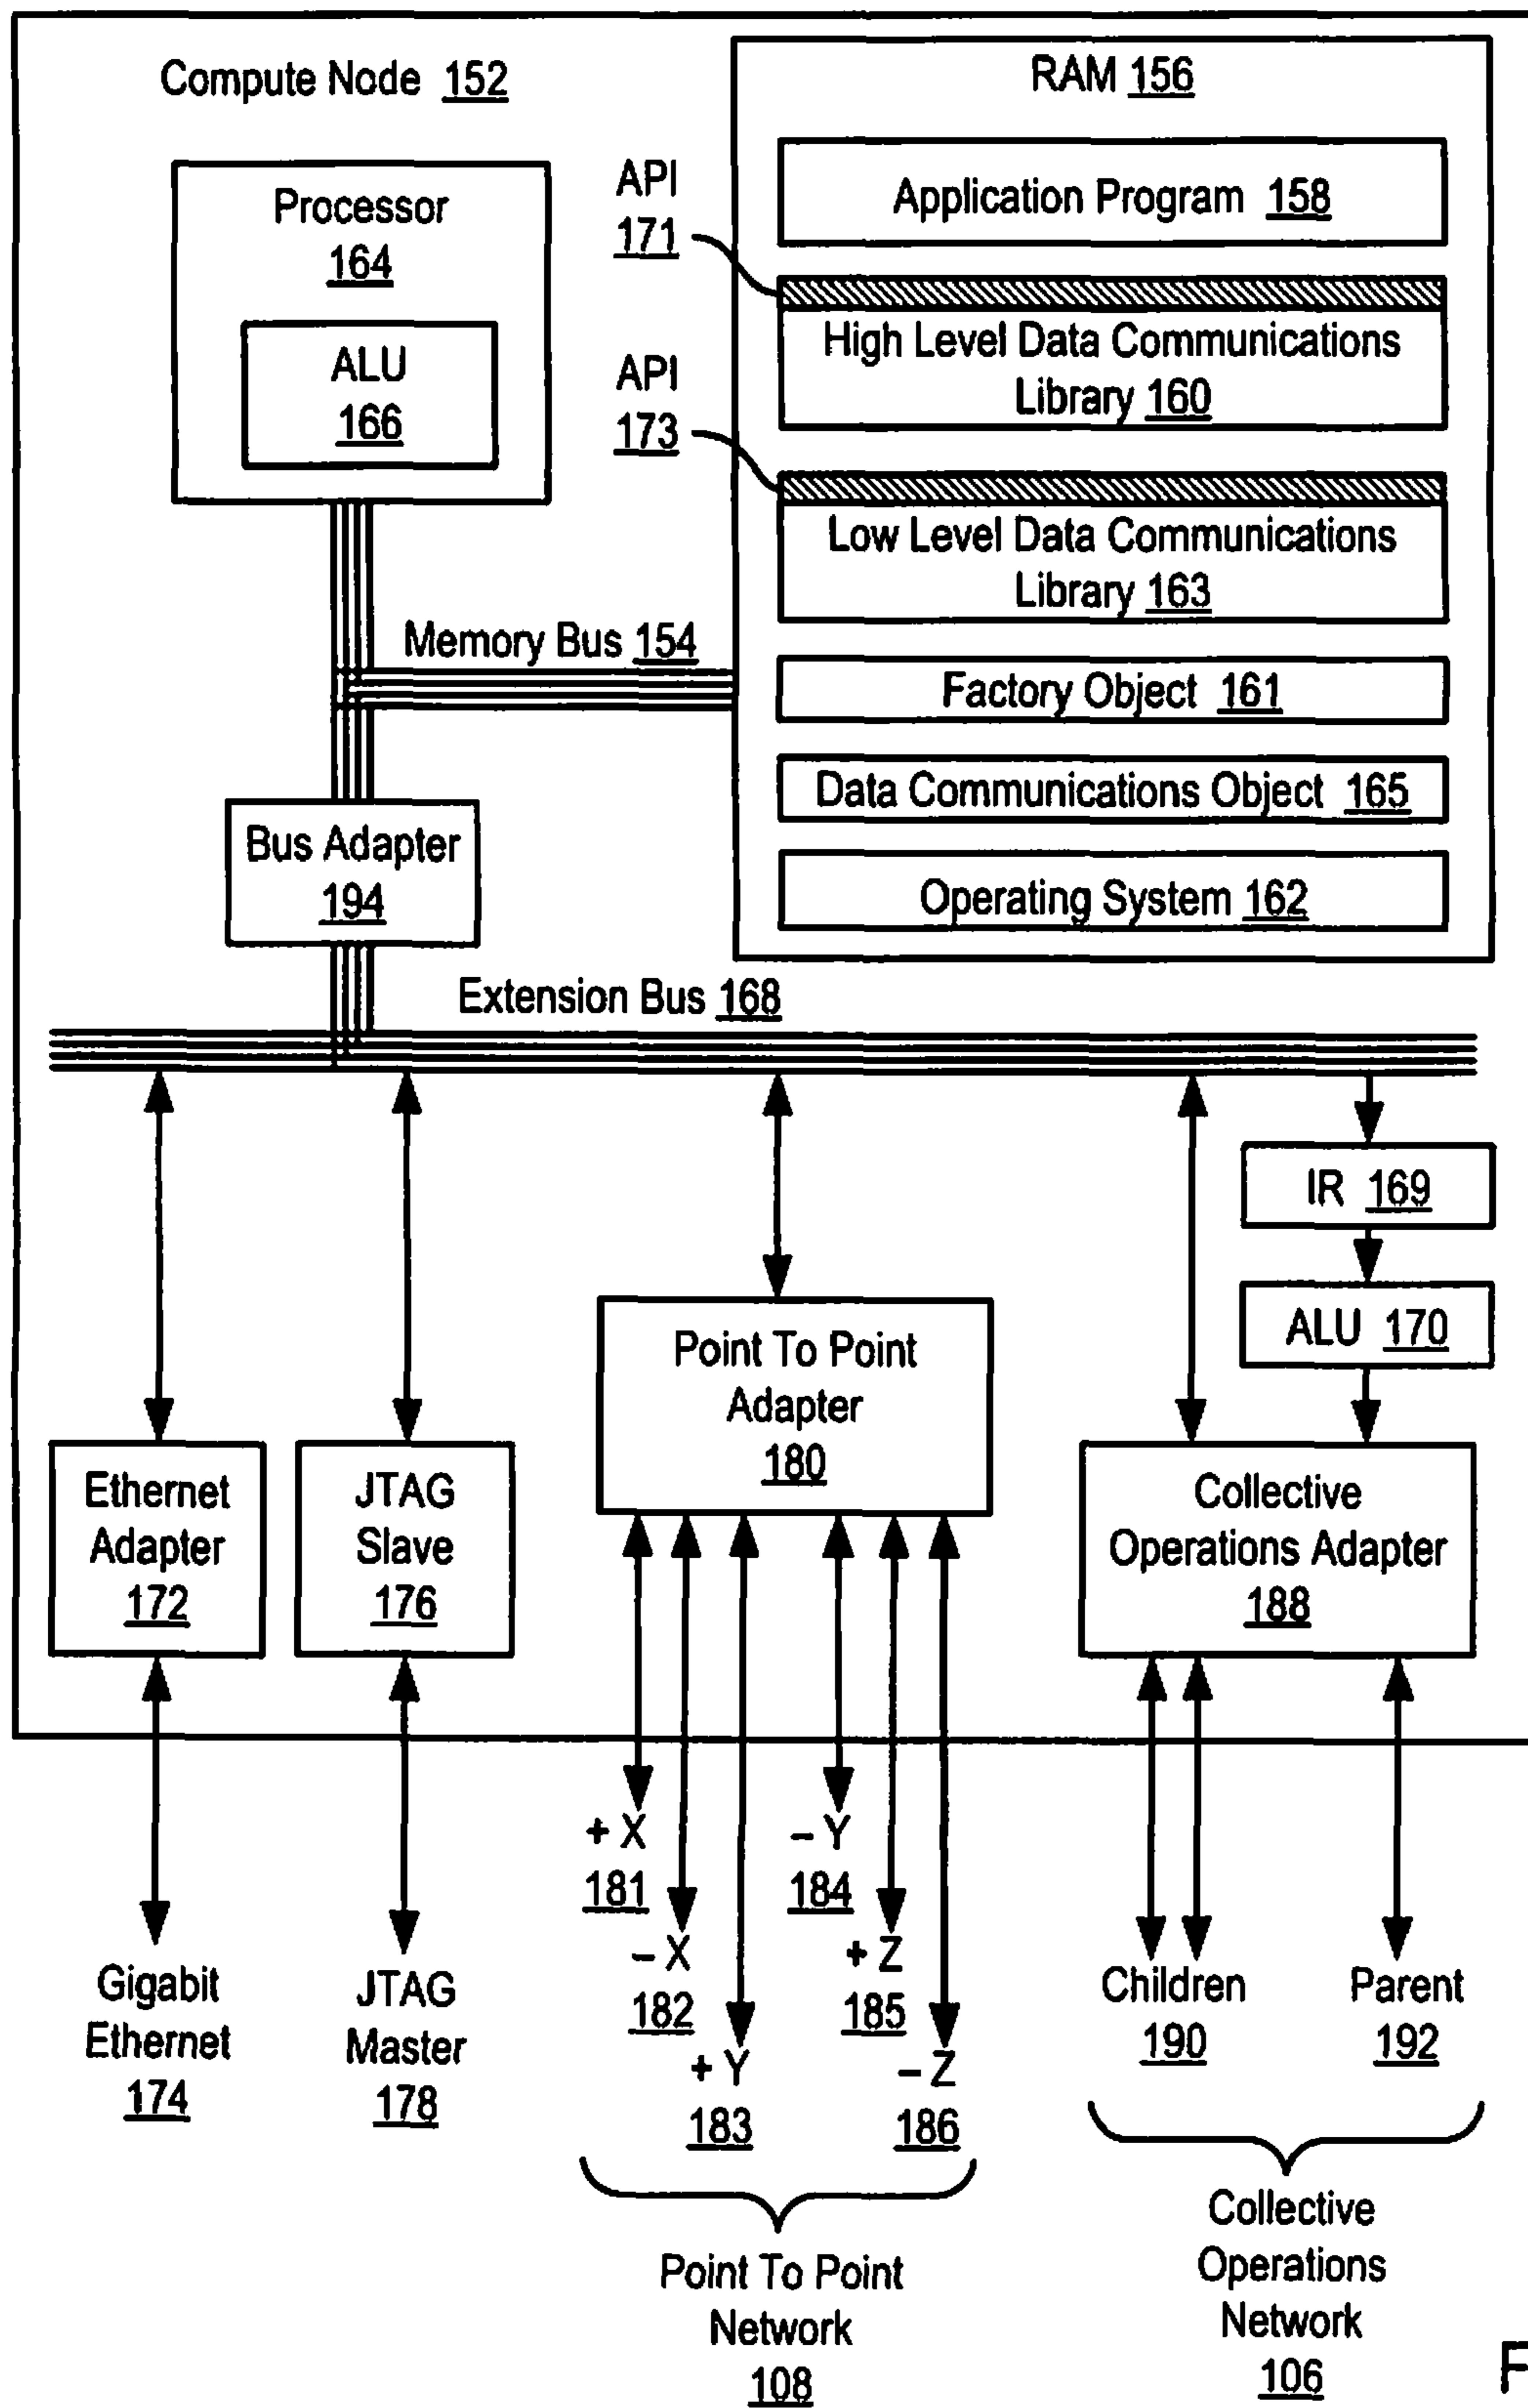 Compute Node 152
RAM 156
Application Program 158
API
171
High Level Data Communications
Library 160
API
173
Low Level Data Communications
Library 163
Factory Object 161
Data Communications Object 165
Operating System 162
Processor
164
ALU
166
Memory Bus 154
Bus Adapter
194
Extension Bus 168
IR 169
ALU 170
Point To Point
Adapter
180
Ethernet
Adapter
172
JTAG
Slave
176
Collective
Operations Adapter
188
+ X
181
– X
182
+ Y
183
– Y
184
+ Z
185
– Z
186
Gigabit
Ethernet
174
JTAG
Master
178
Children
190
Parent
192
Point To Point
Network
108
Collective
Operations
Network
106
F